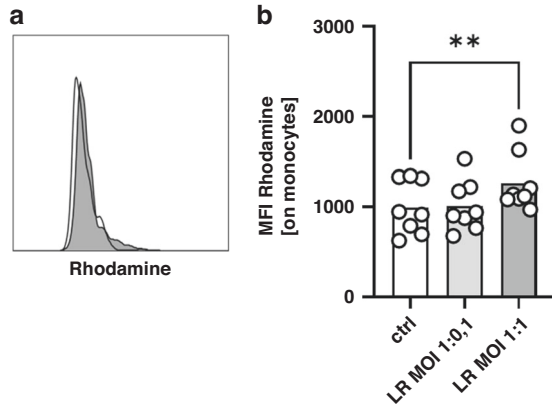 a
Rhodamine
b
MFI Rhodamine
[on monocytes]
3000
2000
1000
0
**
ctrl
LR MOI 1:0,1
LR MOI 1:1